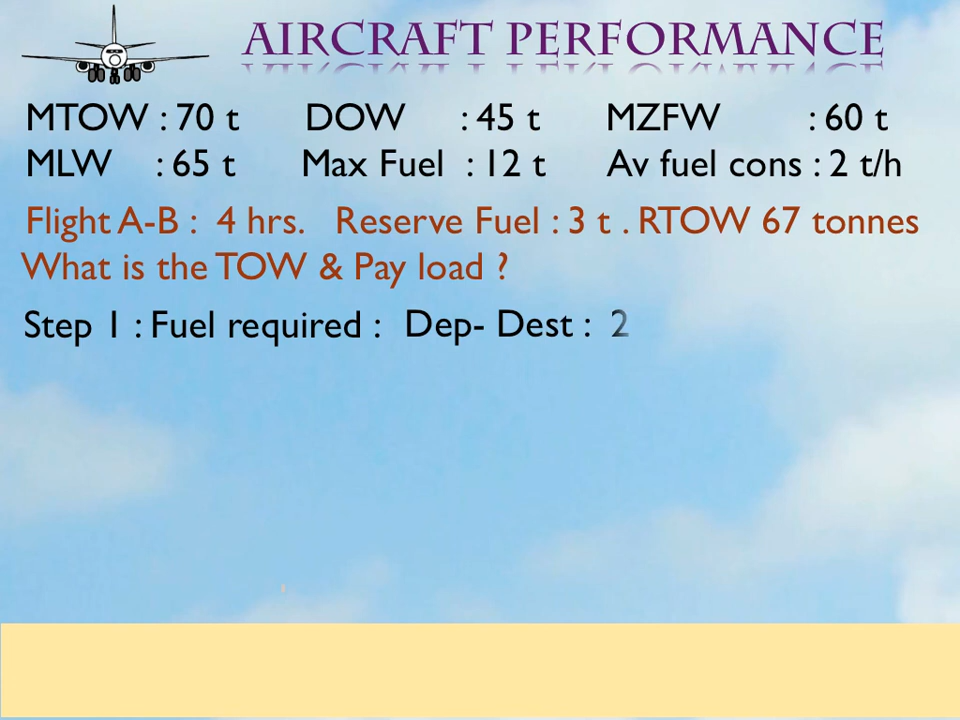 AIRCRAFT PERFORMANCE
MTOW : 70 t DOW : 45 t MZFW : 60 t
MLW : 65 t Max Fuel : 12 t Av fuel cons : 2 t/h
Flight A-B : 4 hrs. Reserve Fuel : 3 t . RTOW 67 tonnes
What is the TOW & Pay load ?
Step 1 : Fuel required : Dep- Dest : 2